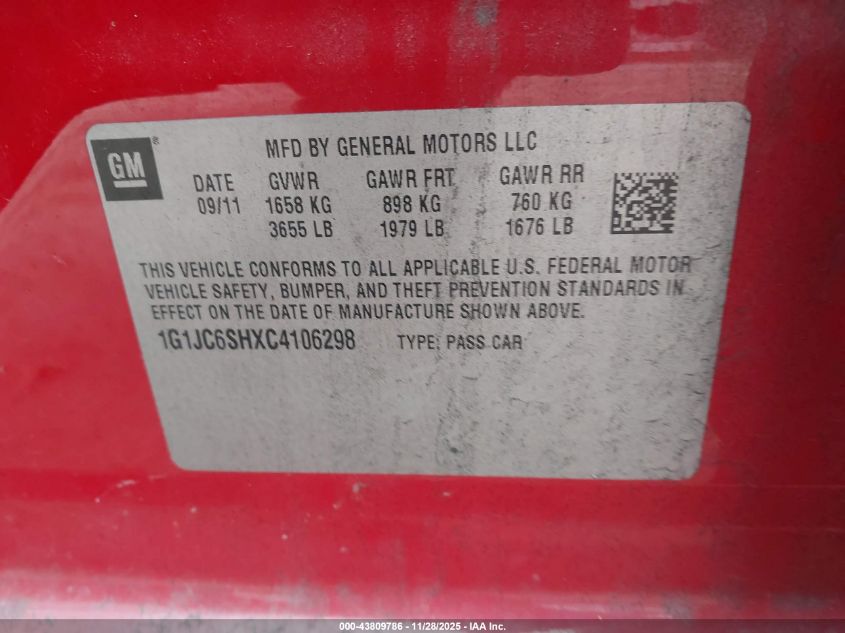 GM ®
MFD BY GENERAL MOTORS LLC
DATE GVWR GAWR FRT GAWR RR
09/11 1658 KG 898 KG 760 KG
3655 LB 1979 LB 1676 LB
THIS VEHICLE CONFORMS TO ALL APPLICABLE U.S. FEDERAL MOTOR
VEHICLE SAFETY, BUMPER, AND THEFT PREVENTION STANDARDS IN
EFFECT ON THE DATE OF MANUFACTURE SHOWN ABOVE.
1G1JC6SHXC4106298 TYPE: PASS CAR
000-43809786 - 11/28/2025 - IAA Inc.